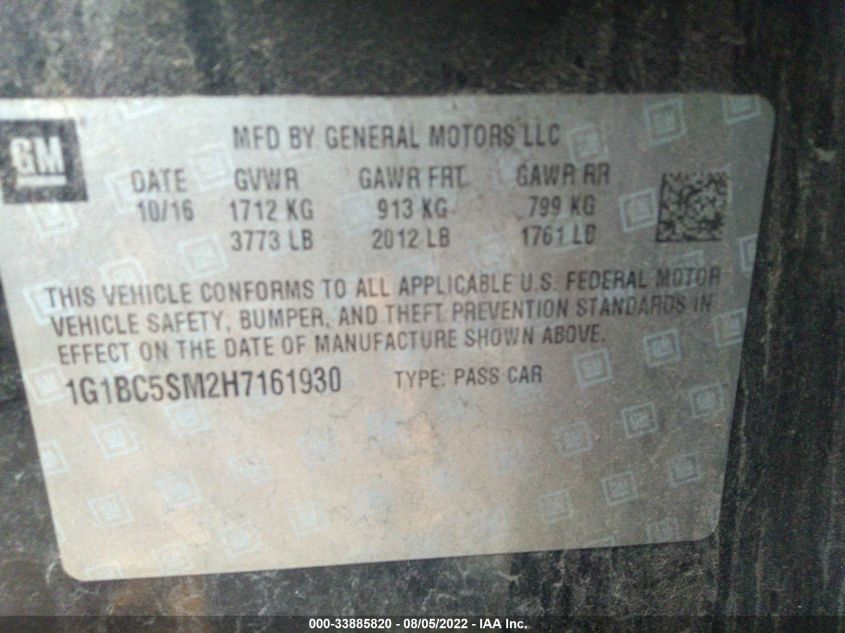 GM
MFD BY GENERAL MOTORS LLC
DATE GVWR GAWR FRT GAWR RR
10/16 1712 KG 913 KG 799 KG
3773 LB 2012 LB 1761 LB
THIS VEHICLE CONFORMS TO ALL APPLICABLE U.S. FEDERAL MOTOR
VEHICLE SAFETY, BUMPER, AND THEFT PREVENTION STANDARDS IN
EFFECT ON THE DATE OF MANUFACTURE SHOWN ABOVE.
1G1BC5SM2H7161930 TYPE: PASS CAR
000-33885820 - 08/05/2022 - IAA Inc.